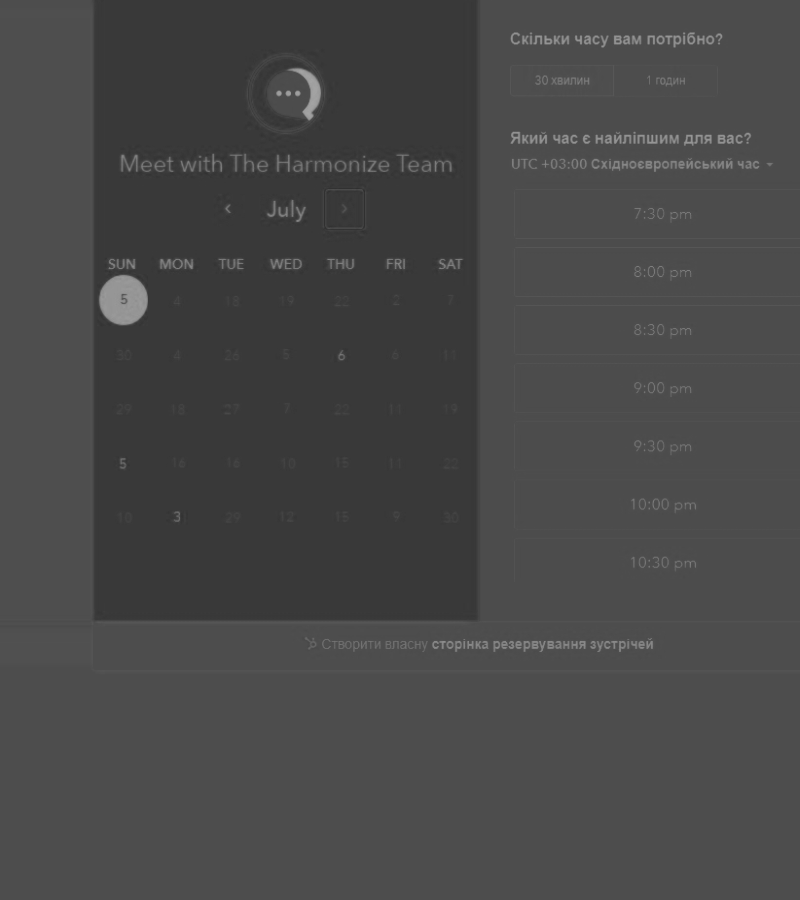 Meet with The Harmonize Team
July
SUN MON TUE WED THU FRI SAT
5 4 18 19 22 2 7
30 4 26 5 6 6 11
29 18 27 7 22 11 19
5 16 16 10 15 11 22
18 3 29 12 15 9 30
Скільки часу вам потрібно?
30 хвилин 1 годин
Який час є найліпшим для вас?
UTC +03:00 Східноєвропейський час
7:30 pm
8:00 pm
8:30 pm
9:00 pm
9:30 pm
10:00 pm
10:30 pm
Створити власну сторінка резервування зустрічей